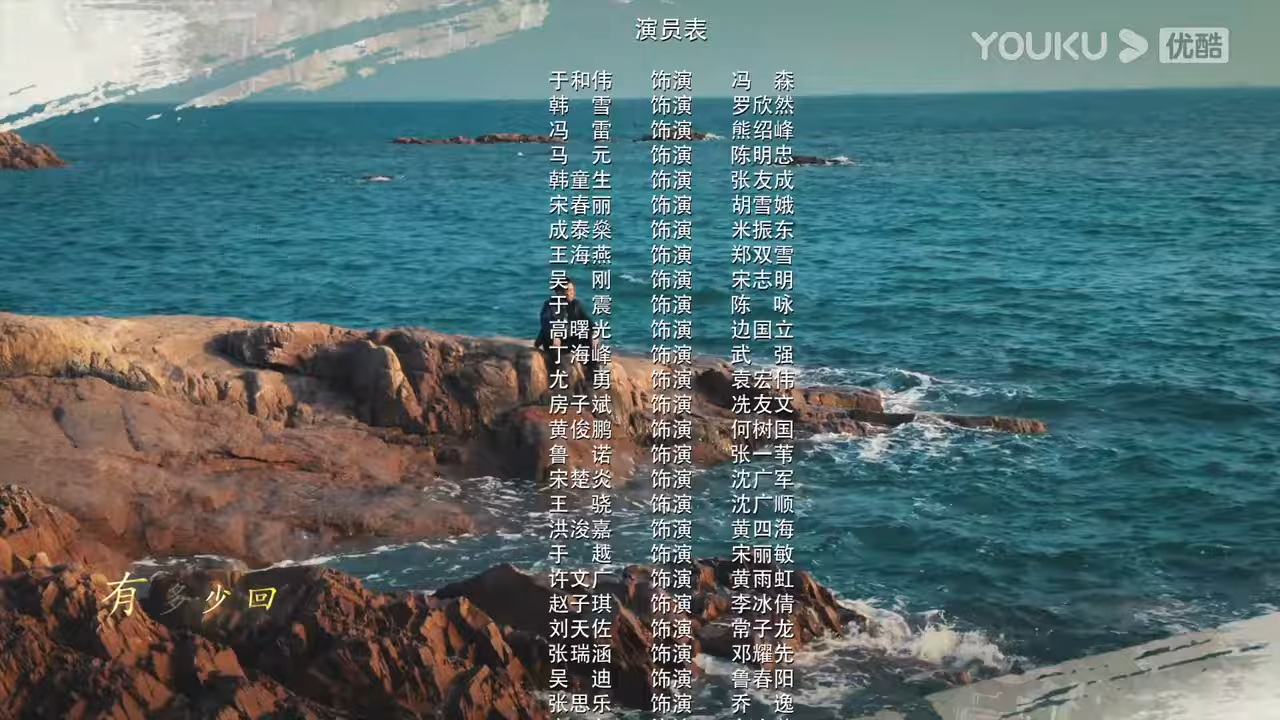 演员表
YOUKU 优酷
于和伟 饰演 冯 森
韩 雪 饰演 罗欣然
冯 雷 饰演 熊绍峰
马 元 饰演 陈明忠
韩童生 饰演 张友成
宋春丽 饰演 胡雪娥
成泰燊 饰演 米振东
王海燕 饰演 郑双雪
吴 刚 饰演 宋志明
于 震 饰演 陈 咏
高曙光 饰演 边国立
丁海峰 饰演 武 强
尤 勇 饰演 袁宏伟
房子斌 饰演 冼友文
黄俊鹏 饰演 何树国
鲁 诺 饰演 张一苇
宋楚炎 饰演 沈广军
王 骁 饰演 沈广顺
洪浚嘉 饰演 黄四海
于 越 饰演 宋丽敏
许文广 饰演 黄雨虹
赵子琪 饰演 李冰倩
刘天佐 饰演 常子龙
张瑞涵 饰演 邓耀先
吴 迪 饰演 鲁春阳
张思乐 饰演 乔 逸
有多少回